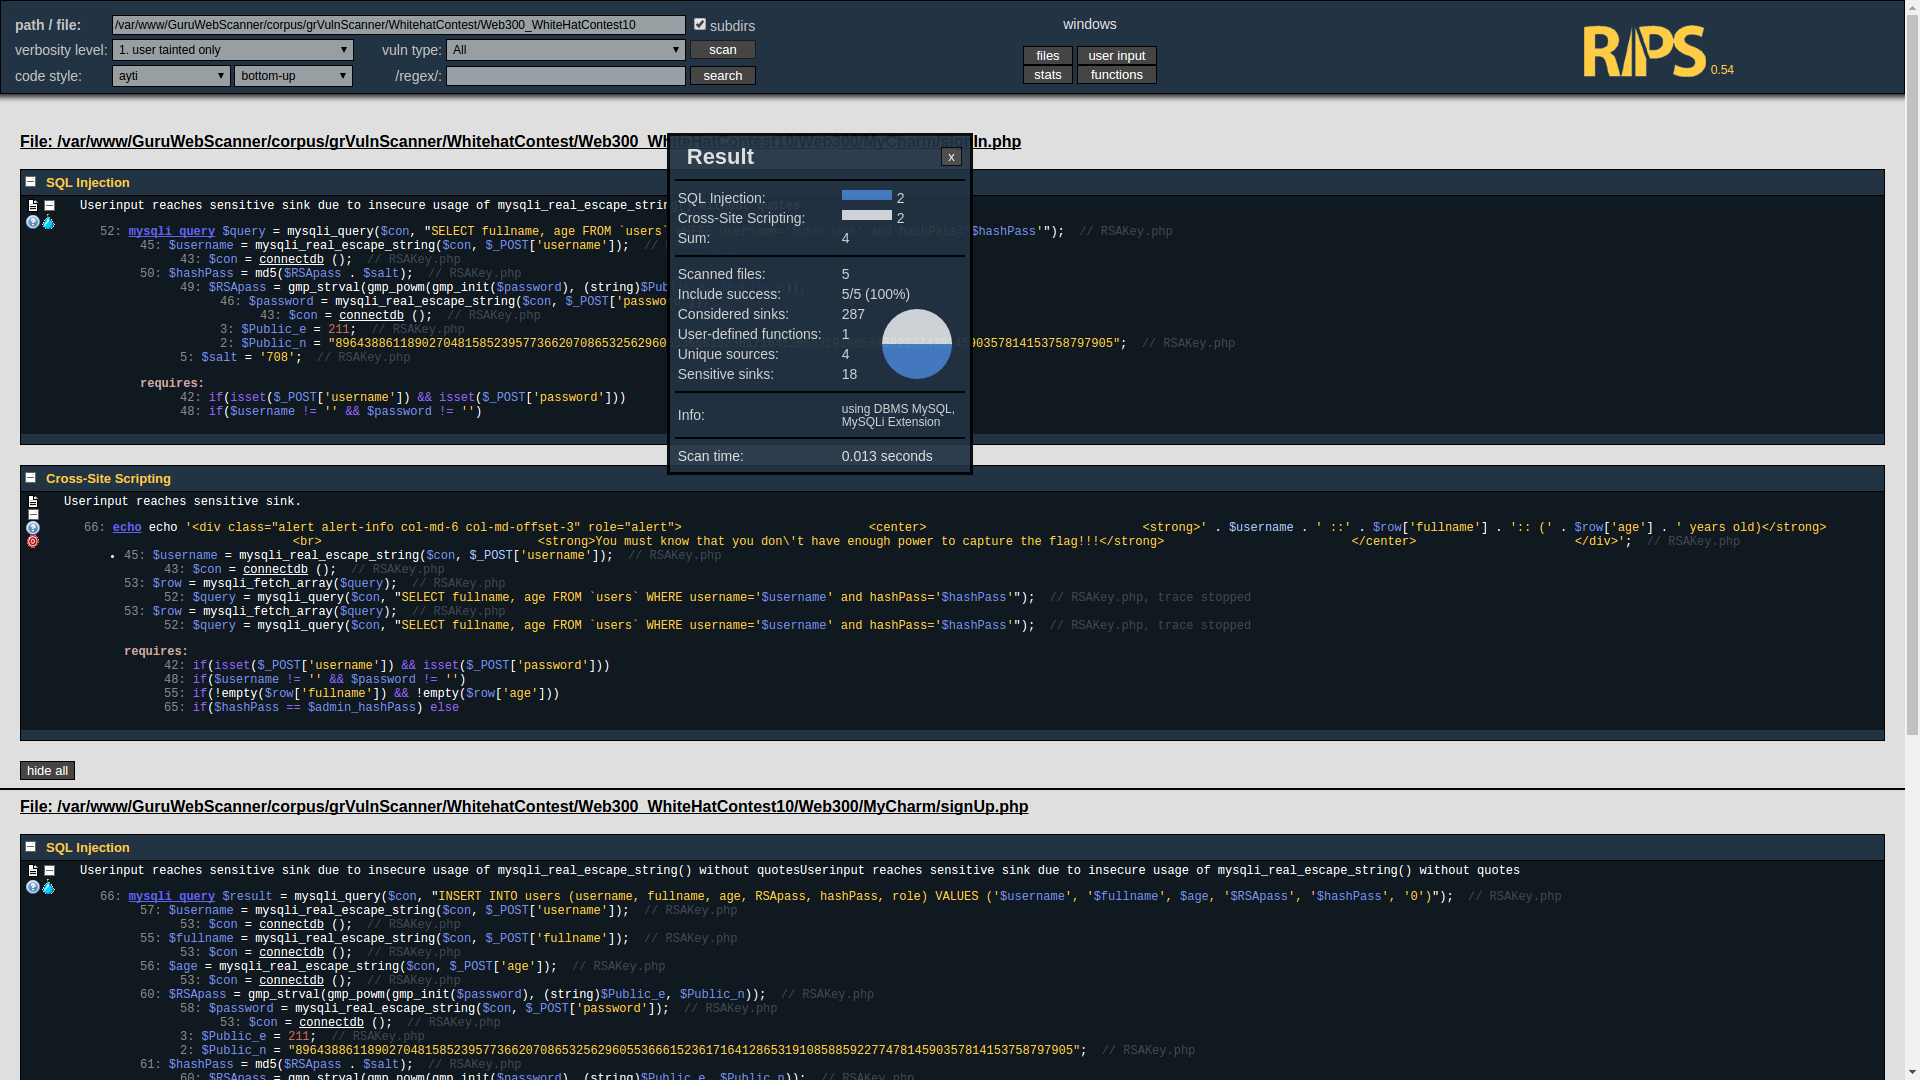 path / file: /var/www/GuruWebScanner/corpus/grVulnScanner/WhitehatContest/Web300_WhiteHatContest10 subdirs
verbosity level: 1. user tainted only vuln type: All scan
code style: ayti bottom-up /regex/: search
windows
files user input
stats functions
RIPS 0.54
File: /var/www/GuruWebScanner/corpus/grVulnScanner/WhitehatContest/Web300_WhiteHatContest10/Web300/MyCharm/signIn.php
SQL Injection
Userinput reaches sensitive sink due to insecure usage of mysqli_real_escape_string() without quotes
52: mysqli_query $query = mysqli_query($con, "SELECT fullname, age FROM `users` WHERE username='$username' and hashPass='$hashPass'"); // RSAKey.php
45: $username = mysqli_real_escape_string($con, $_POST['username']); //
43: $con = connectdb (); // RSAKey.php
50: $hashPass = md5($RSApass . $salt); // RSAKey.php
49: $RSApass = gmp_strval(gmp_powm(gmp_init($password), (string)$Pub
46: $password = mysqli_real_escape_string($con, $_POST['passwo
43: $con = connectdb (); // RSAKey.php
3: $Public_e = 211; // RSAKey.php
2: $Public_n = "8964388611890270481585239577366207086532562960 0357814153758797905"; // RSAKey.php
5: $salt = '708'; // RSAKey.php
requires:
42: if(isset($_POST['username']) && isset($_POST['password']))
48: if($username != '' && $password != '')
Result x
SQL Injection: 2
Cross-Site Scripting: 2
Sum: 4
Scanned files: 5
Include success: 5/5 (100%)
Considered sinks: 287
User-defined functions: 1
Unique sources: 4
Sensitive sinks: 18
Info: using DBMS MySQL,
MySQLi Extension
Scan time: 0.013 seconds
Cross-Site Scripting
Userinput reaches sensitive sink.
66: echo echo '<div class="alert alert-info col-md-6 col-md-offset-3" role="alert"> <center> <strong>' . $username . ' ::' . $row['fullname'] . ':: (' . $row['age'] . ' years old)</strong>
<br> <strong>You must know that you don\'t have enough power to capture the flag!!!</strong> </center> </div>'; // RSAKey.php
• 45: $username = mysqli_real_escape_string($con, $_POST['username']); // RSAKey.php
43: $con = connectdb (); // RSAKey.php
53: $row = mysqli_fetch_array($query); // RSAKey.php
52: $query = mysqli_query($con, "SELECT fullname, age FROM `users` WHERE username='$username' and hashPass='$hashPass'"); // RSAKey.php, trace stopped
53: $row = mysqli_fetch_array($query); // RSAKey.php
52: $query = mysqli_query($con, "SELECT fullname, age FROM `users` WHERE username='$username' and hashPass='$hashPass'"); // RSAKey.php, trace stopped
requires:
42: if(isset($_POST['username']) && isset($_POST['password']))
48: if($username != '' && $password != '')
55: if(!empty($row['fullname']) && !empty($row['age']))
65: if($hashPass == $admin_hashPass) else
hide all
File: /var/www/GuruWebScanner/corpus/grVulnScanner/WhitehatContest/Web300_WhiteHatContest10/Web300/MyCharm/signUp.php
SQL Injection
Userinput reaches sensitive sink due to insecure usage of mysqli_real_escape_string() without quotesUserinput reaches sensitive sink due to insecure usage of mysqli_real_escape_string() without quotes
66: mysqli_query $result = mysqli_query($con, "INSERT INTO users (username, fullname, age, RSApass, hashPass, role) VALUES ('$username', '$fullname', $age, '$RSApass', '$hashPass', '0')"); // RSAKey.php
57: $username = mysqli_real_escape_string($con, $_POST['username']); // RSAKey.php
53: $con = connectdb (); // RSAKey.php
55: $fullname = mysqli_real_escape_string($con, $_POST['fullname']); // RSAKey.php
53: $con = connectdb (); // RSAKey.php
56: $age = mysqli_real_escape_string($con, $_POST['age']); // RSAKey.php
53: $con = connectdb (); // RSAKey.php
60: $RSApass = gmp_strval(gmp_powm(gmp_init($password), (string)$Public_e, $Public_n)); // RSAKey.php
58: $password = mysqli_real_escape_string($con, $_POST['password']); // RSAKey.php
53: $con = connectdb (); // RSAKey.php
3: $Public_e = 211; // RSAKey.php
2: $Public_n = "896438861189027048158523957736620708653256296055366615236171641286531910858859227747814590357814153758797905"; // RSAKey.php
61: $hashPass = md5($RSApass . $salt); // RSAKey.php
60: $RSApass = gmp_strval(gmp_powm(gmp_init($password), (string)$Public_e, $Public_n)); // RSAKey.php